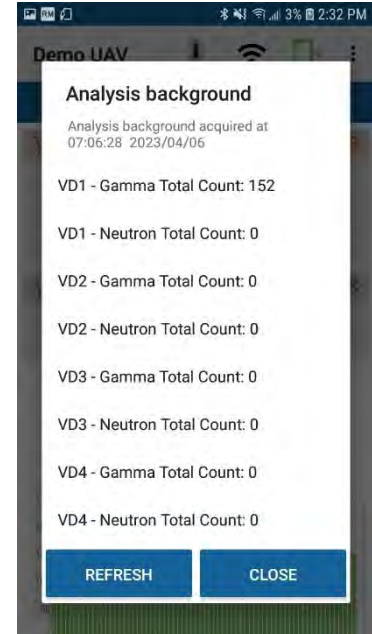 RM 3% 2:32 PM
Demo UAV
Analysis background
Analysis background acquired at
07:06:28 2023/04/06
VD1 - Gamma Total Count: 152
VD1 - Neutron Total Count: 0
VD2 - Gamma Total Count: 0
VD2 - Neutron Total Count: 0
VD3 - Gamma Total Count: 0
VD3 - Neutron Total Count: 0
VD4 - Gamma Total Count: 0
VD4 - Neutron Total Count: 0
REFRESH CLOSE